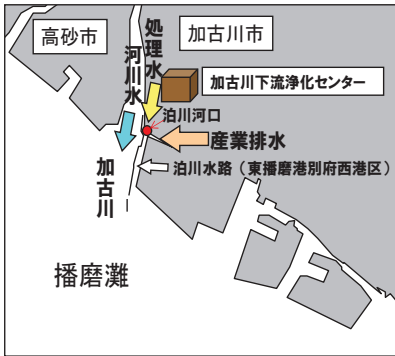 高砂市
加古川市
処理水
河川水
加古川下流浄化センター
泊川河口
産業排水
加古川
泊川水路（東播磨港別府西港区）
播磨灘